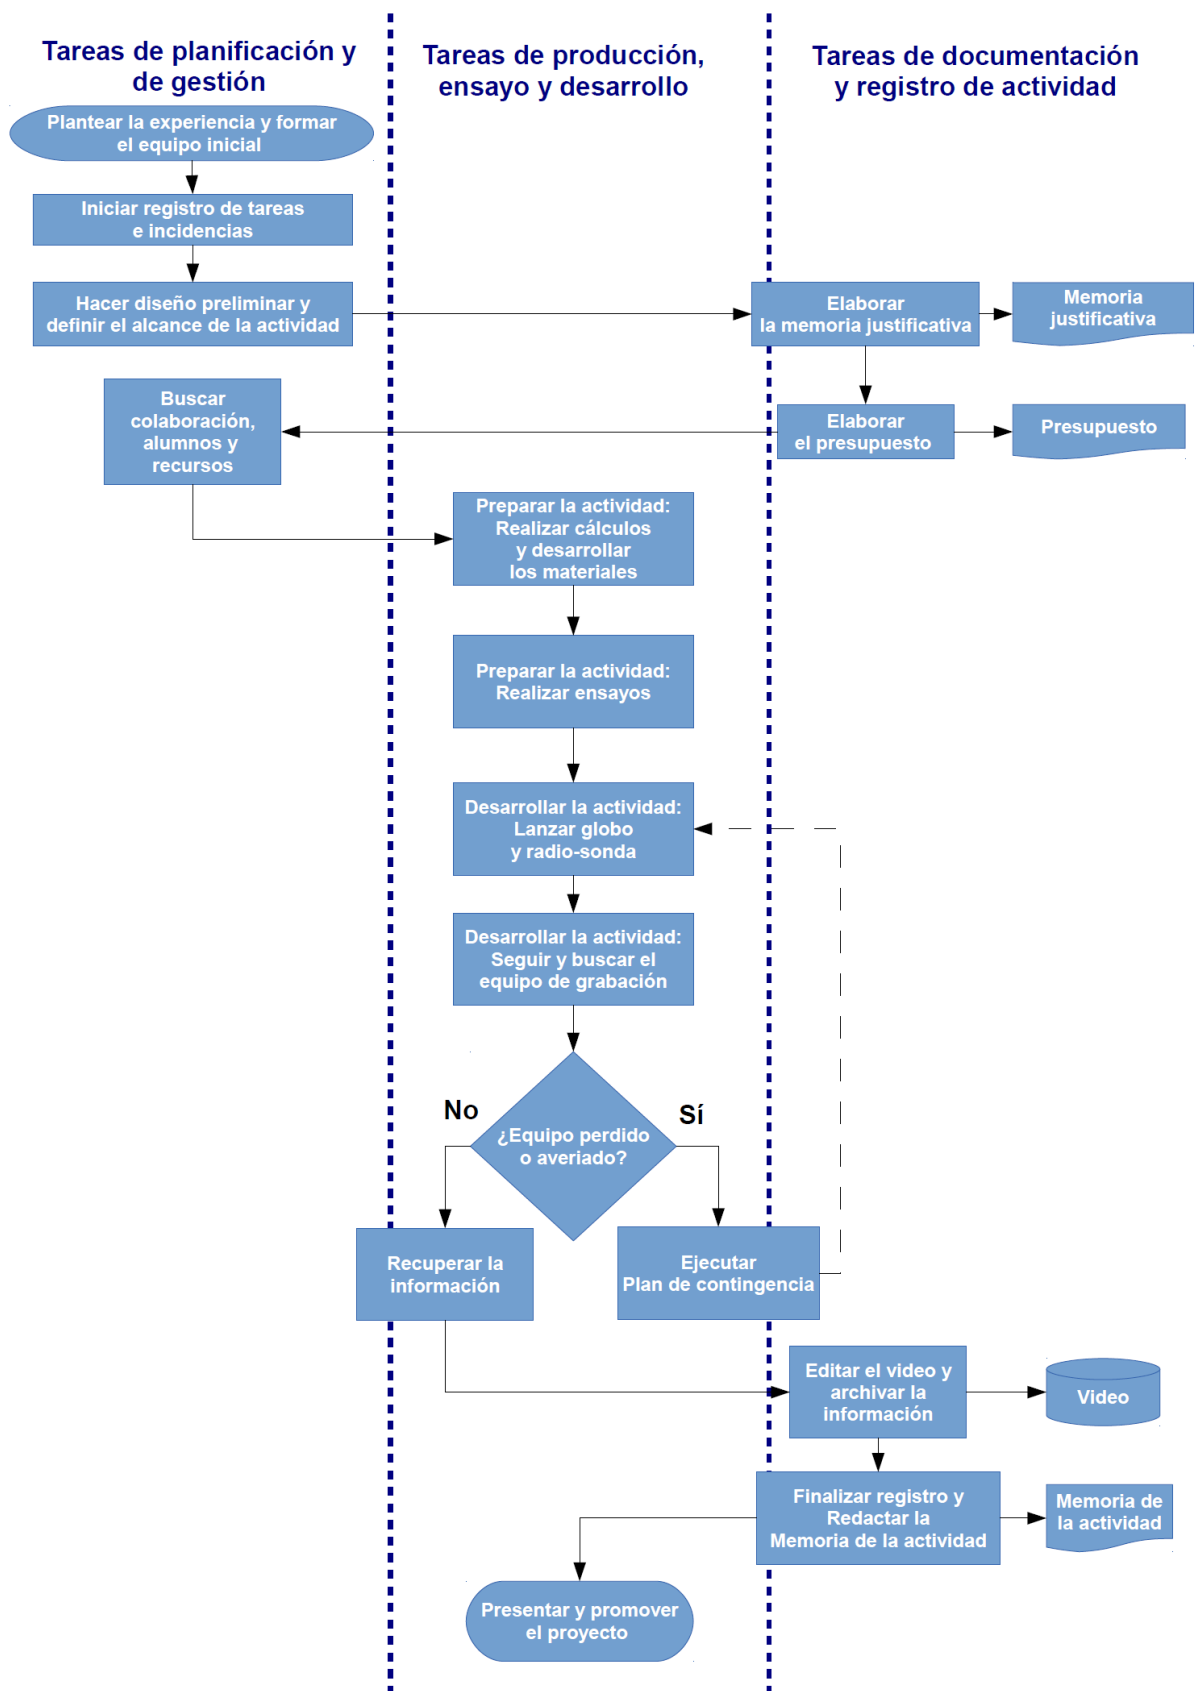 Tareas de planificación y
de gestión
Tareas de producción,
ensayo y desarrollo
Tareas de documentación
y registro de actividad
Plantear la experiencia y formar
el equipo inicial
Iniciar registro de tareas
e incidencias
Hacer diseño preliminar y
definir el alcance de la actividad
Elaborar
la memoria justificativa
Memoria
justificativa
Buscar
colaboración,
alumnos y
recursos
Elaborar
el presupuesto
Presupuesto
Preparar la actividad:
Realizar cálculos
y desarrollar
los materiales
Preparar la actividad:
Realizar ensayos
Desarrollar la actividad:
Lanzar globo
y radio-sonda
Desarrollar la actividad:
Seguir y buscar el
equipo de grabación
No
Sí
¿Equipo perdido
o averiado?
Recuperar la
información
Ejecutar
Plan de contingencia
Editar el video y
archivar la
información
Video
Finalizar registro y
Redactar la
Memoria de la actividad
Memoria de
la actividad
Presentar y promover
el proyecto